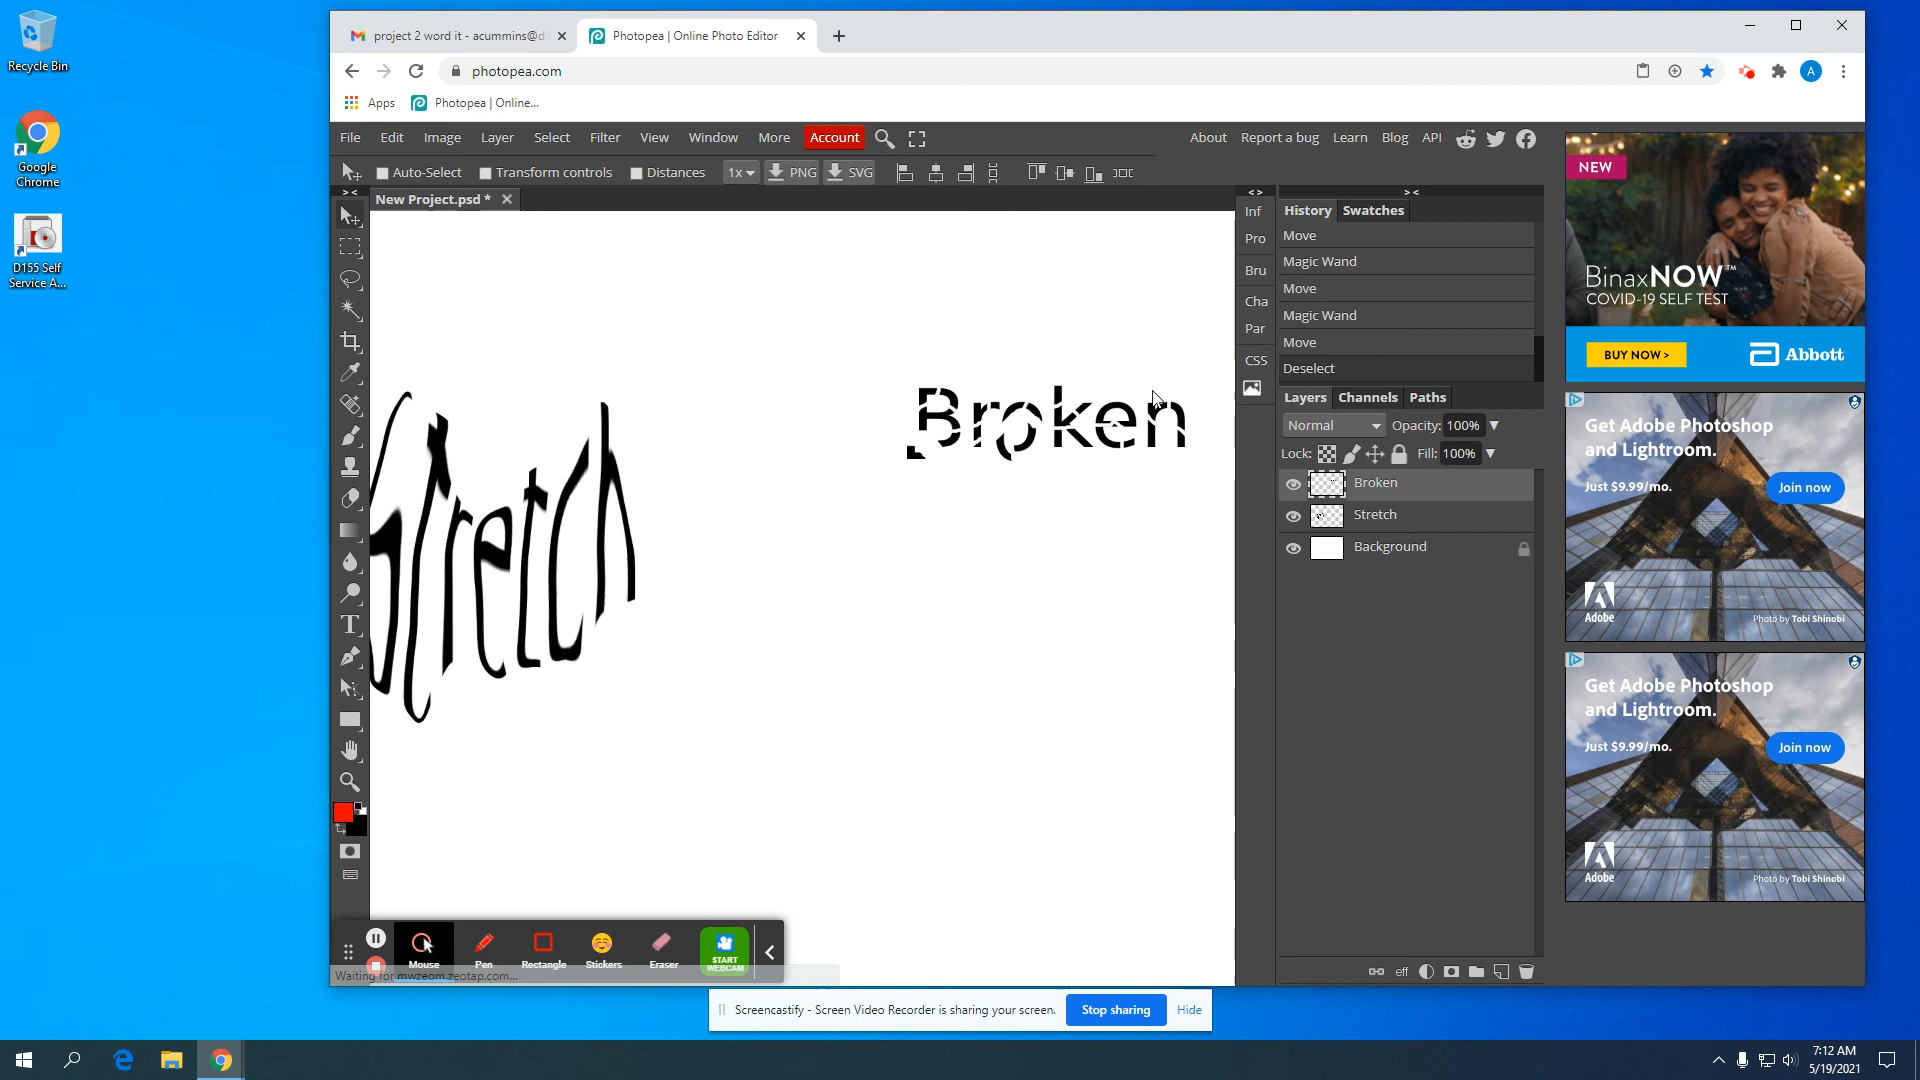 Recycle Bin
Google
Chrome
D155 Self
Service A...
project 2 word it - acummins@d
Photopea | Online Photo Editor
photopea.com
A
Apps
Photopea | Online...
File Edit Image Layer Select Filter View Window More Account
About Report a bug Learn Blog API
Auto-Select Transform controls Distances 1x PNG SVG
New Project.psd *
Stretch
Broken
Inf
Pro
Bru
Cha
Par
CSS
History Swatches
Move
Magic Wand
Move
Magic Wand
Move
Deselect
Layers Channels Paths
Normal Opacity: 100%
Lock: Fill: 100%
Broken
Stretch
Background
eff
NEW
BinaxNOW™
COVID-19 SELF TEST
BUY NOW >
Abbott
Get Adobe Photoshop
and Lightroom.
Just $9.99/mo.
Join now
Adobe
Photo by Tobi Shinobi
Get Adobe Photoshop
and Lightroom.
Just $9.99/mo.
Join now
Adobe
Photo by Tobi Shinobi
Mouse Pen Rectangle Stickers Eraser START WEBCAM
Waiting for mwzeom.zeotap.com...
Screencastify - Screen Video Recorder is sharing your screen. Stop sharing Hide
7:12 AM
5/19/2021